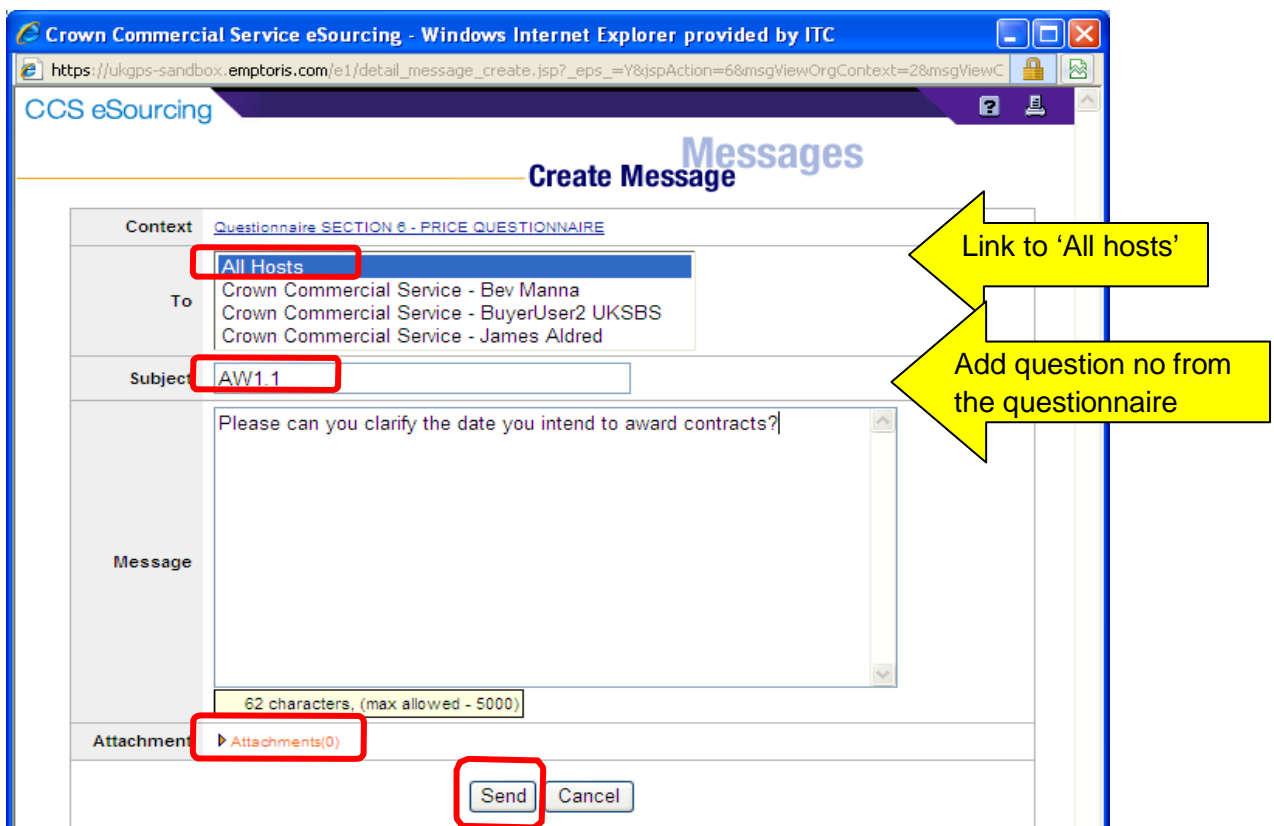 Crown Commercial Service eSourcing - Windows Internet Explorer provided by ITC
https://ukgps-sandbox.emptoris.com/e1/detail_message_create.jsp?_eps_=Y&jspAction=6&msgViewOrgContext=2&msgViewC
CCS eSourcing
?
Messages
Create Message
Context Questionnaire SECTION 6 - PRICE QUESTIONNAIRE
Link to ‘All hosts’
To
All Hosts
Crown Commercial Service - Bev Manna
Crown Commercial Service - BuyerUser2 UKSBS
Crown Commercial Service - James Aldred
Subject AW1.1
Add question no from
the questionnaire
Message
Please can you clarify the date you intend to award contracts?
62 characters, (max allowed - 5000)
Attachment Attachments(0)
Send Cancel